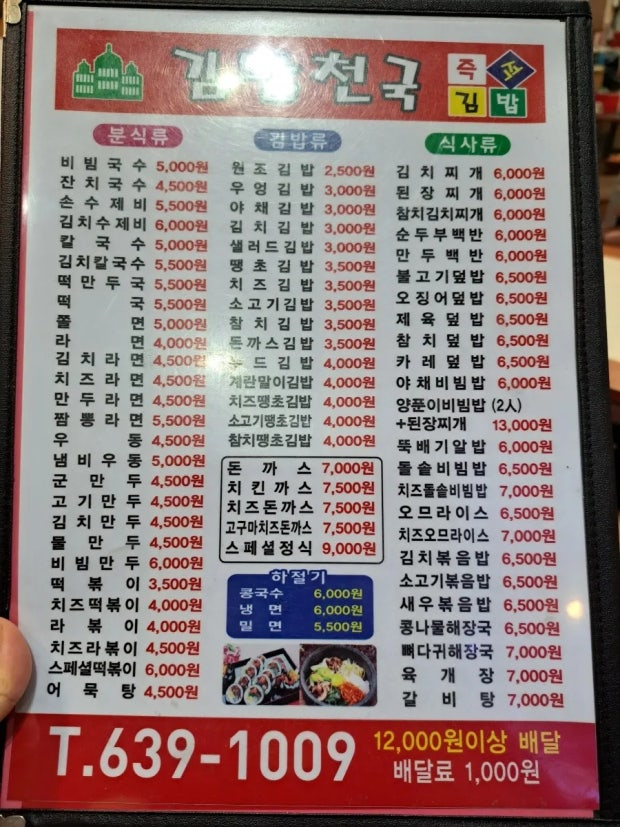 김밥천국
즉 석
김 밥
분식류
비빔국수 5,000원
잔치국수 4,500원
손수제비 5,500원
김치수제비 6,000원
칼국수 5,000원
김치칼국수 5,500원
떡만두국 5,500원
떡국 5,500원
쫄면 5,000원
라면 4,000원
김치라면 4,500원
치즈라면 4,500원
만두라면 4,500원
짬뽕라면 5,500원
우동 4,500원
냄비우동 5,000원
군만두 4,500원
고기만두 4,500원
김치만두 4,500원
물만두 4,500원
비빔만두 6,000원
떡볶이 3,500원
치즈떡볶이 4,000원
라볶이 4,000원
치즈라볶이 4,500원
스페셜떡볶이 6,000원
어묵탕 4,500원
김밥류
원조김밥 2,500원
우엉김밥 3,000원
야채김밥 3,000원
김치김밥 3,000원
샐러드김밥 3,000원
땡초김밥 3,500원
치즈김밥 3,500원
소고기김밥 3,500원
참치김밥 3,500원
돈까스김밥 3,500원
누드김밥 4,000원
계란말이김밥 4,000원
치즈땡초김밥 4,000원
소고기땡초김밥 4,000원
참치땡초김밥 4,000원
돈까스 7,000원
치킨까스 7,500원
치즈돈까스 7,500원
고구마치즈돈까스 7,500원
스페셜정식 9,000원
하절기
콩국수 6,000원
냉면 6,000원
밀면 5,500원
식사류
김치찌개 6,000원
된장찌개 6,000원
참치김치찌개 6,000원
순두부백반 6,000원
만두백반 6,000원
불고기덮밥 6,500원
오징어덮밥 6,500원
제육덮밥 6,500원
참치덮밥 6,500원
카레덮밥 6,500원
야채비빔밥 6,000원
양푼이비빔밥 (2人)
+된장찌개 13,000원
뚝배기알밥 6,000원
돌솥비빔밥 6,500원
치즈돌솥비빔밥 7,000원
오므라이스 6,500원
치즈오므라이스 7,000원
김치볶음밥 6,500원
소고기볶음밥 6,500원
새우볶음밥 6,500원
콩나물해장국 6,500원
뼈다귀해장국 7,000원
육개장 7,000원
갈비탕 7,000원
T.639-1009
12,000원이상 배달
배달료 1,000원